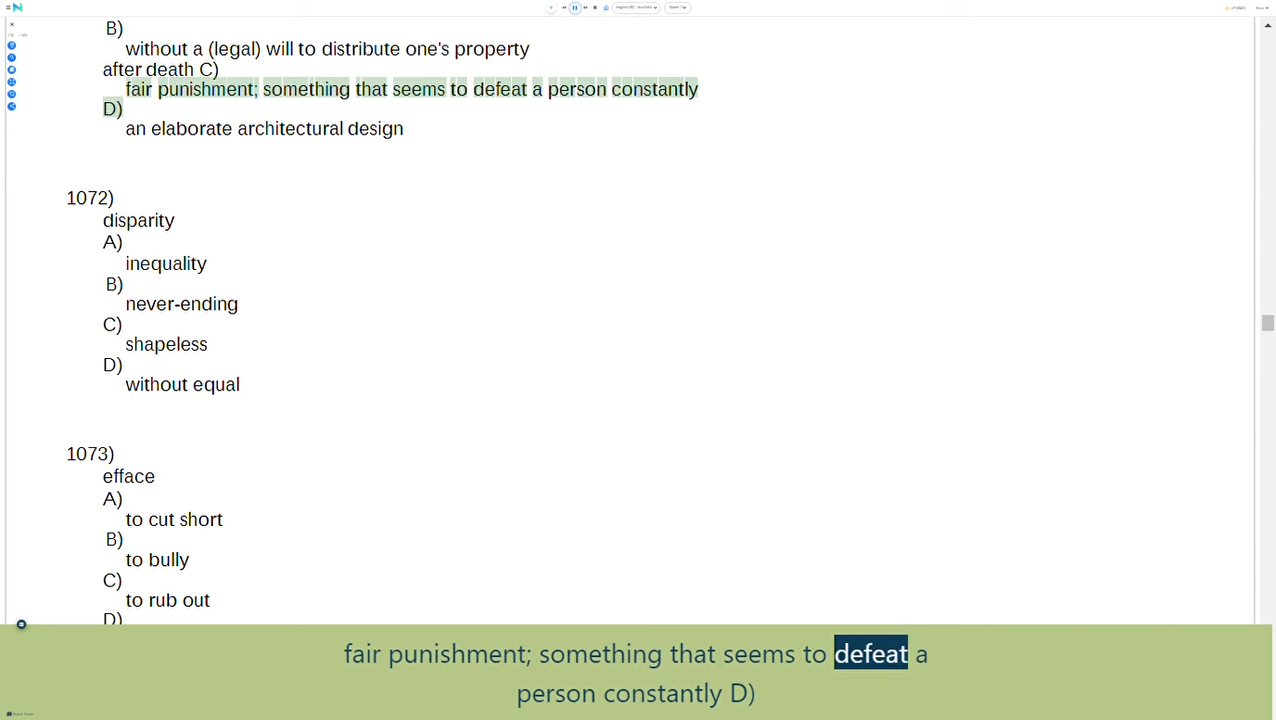 B)
without a (legal) will to distribute one's property
after death C)
fair punishment; something that seems to defeat a person constantly
D)
an elaborate architectural design
1072)
disparity
A)
inequality
B)
never-ending
C)
shapeless
D)
without equal
1073)
efface
A)
to cut short
B)
to bully
C)
to rub out
D)
fair punishment; something that seems to defeat a
person constantly D)